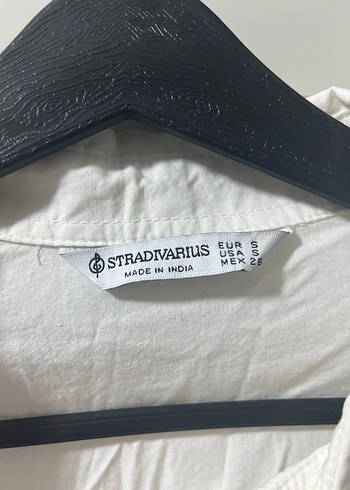 STRADIVARIUS
MADE IN INDIA
EUR S
USA S
MEX 26